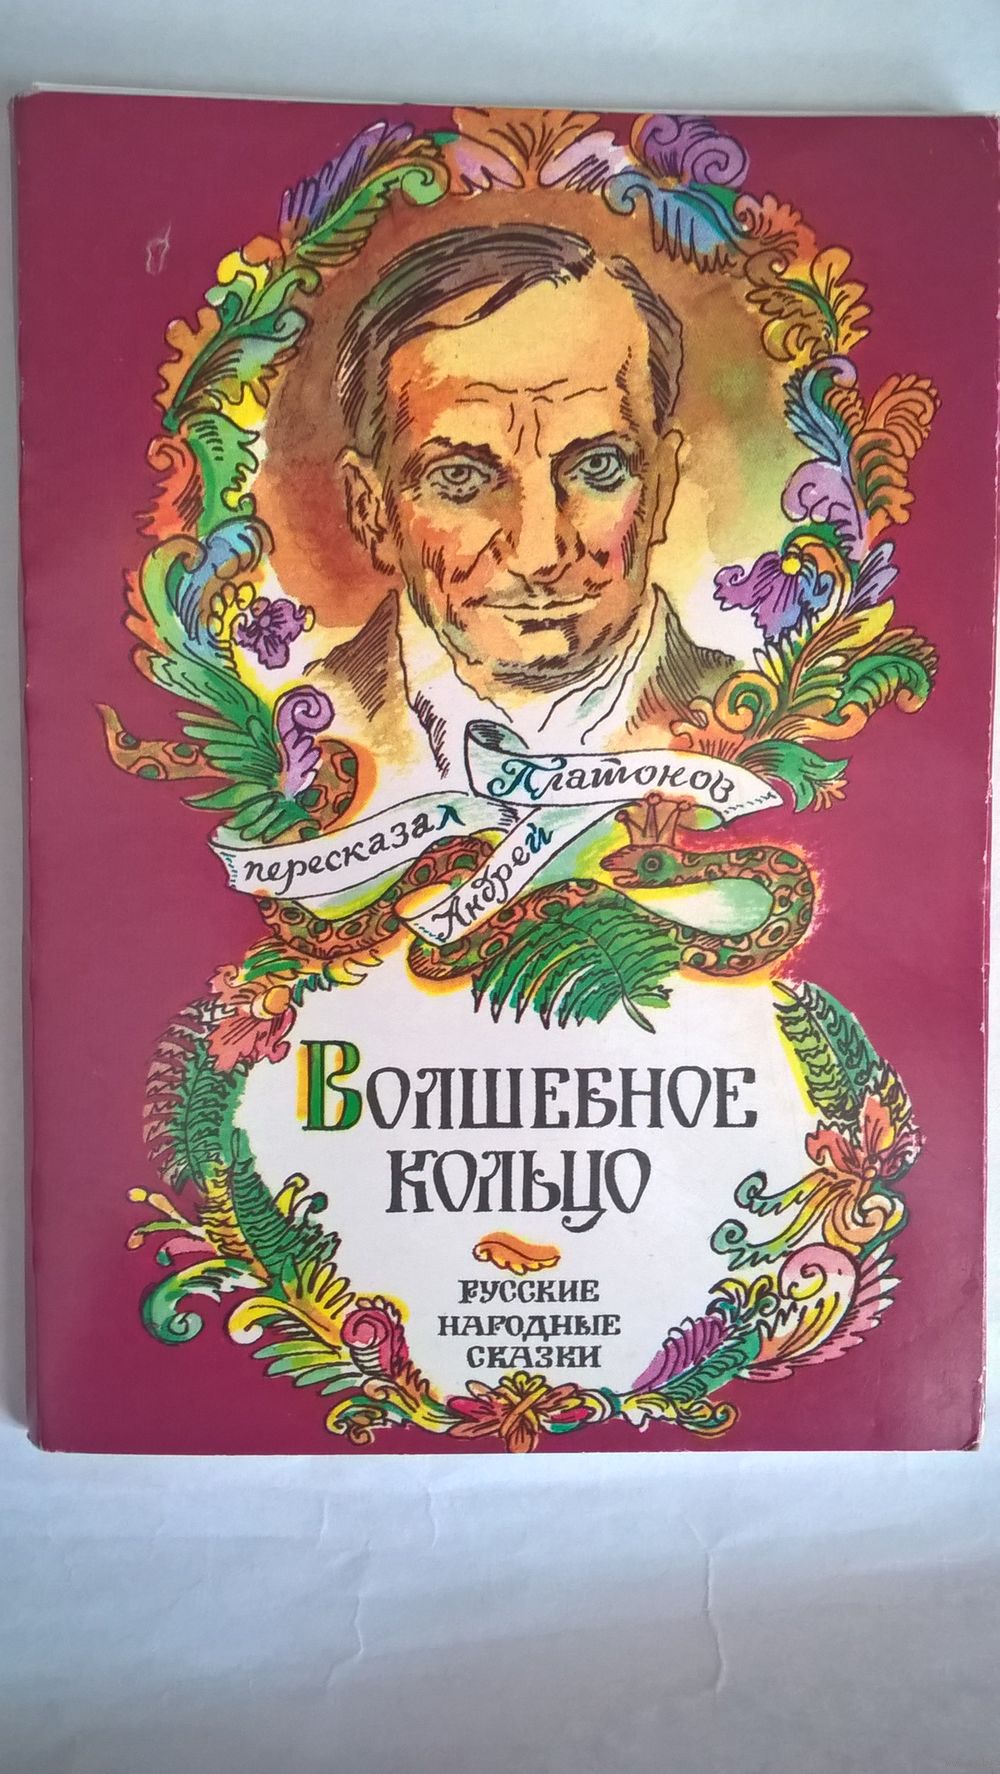 пересказал
Андрей
Платонов
Волшебное
кольцо
русские
народные
сказки